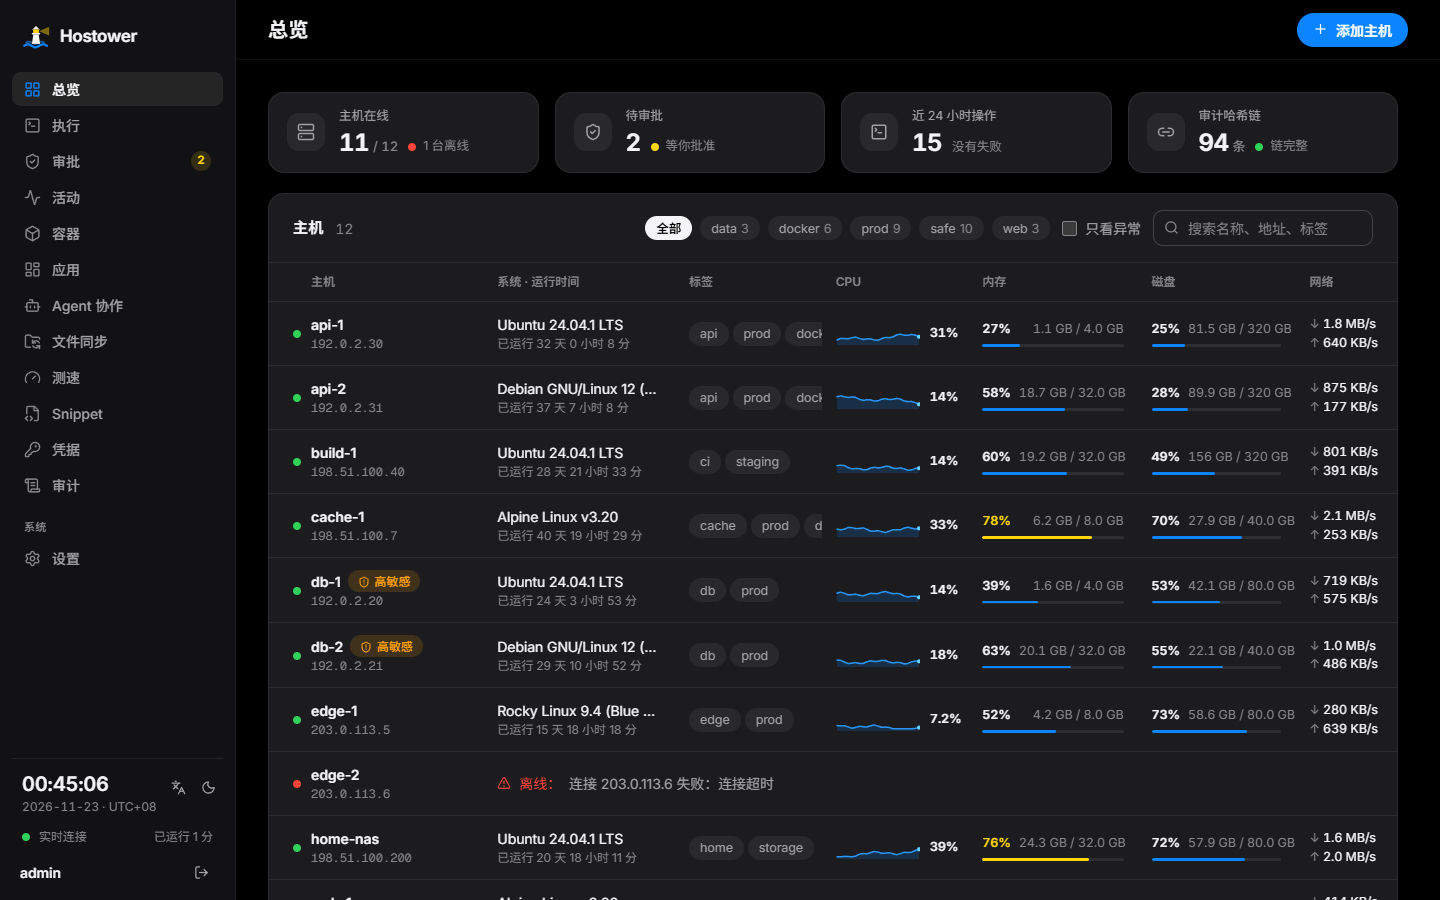 Hostower
总览
执行
审批 2
活动
容器
应用
Agent 协作
文件同步
测速
Snippet
凭据
审计
系统
设置
00:45:06
2026-11-23 · UTC+08
实时连接 已运行 1 分
admin
总览
添加主机
主机在线
11 / 12 1 台离线
待审批
2 等你批准
近 24 小时操作
15 没有失败
审计哈希链
94 条 链完整
主机 12
全部 data 3 docker 6 prod 9 safe 10 web 3 只看异常 搜索名称、地址、标签
主机 系统 · 运行时间 标签 CPU 内存 磁盘 网络
api-1 Ubuntu 24.04.1 LTS api prod dock 31% 27% 1.1 GB / 4.0 GB 25% 81.5 GB / 320 GB ↓ 1.8 MB/s
192.0.2.30 已运行 32 天 0 小时 8 分 ↑ 640 KB/s
api-2 Debian GNU/Linux 12 (... api prod dock 14% 58% 18.7 GB / 32.0 GB 28% 89.9 GB / 320 GB ↓ 875 KB/s
192.0.2.31 已运行 37 天 7 小时 8 分 ↑ 177 KB/s
build-1 Ubuntu 24.04.1 LTS ci staging 14% 60% 19.2 GB / 32.0 GB 49% 156 GB / 320 GB ↓ 801 KB/s
198.51.100.40 已运行 28 天 21 小时 33 分 ↑ 391 KB/s
cache-1 Alpine Linux v3.20 cache prod d 33% 78% 6.2 GB / 8.0 GB 70% 27.9 GB / 40.0 GB ↓ 2.1 MB/s
198.51.100.7 已运行 40 天 19 小时 29 分 ↑ 253 KB/s
db-1 高敏感 Ubuntu 24.04.1 LTS db prod 14% 39% 1.6 GB / 4.0 GB 53% 42.1 GB / 80.0 GB ↓ 719 KB/s
192.0.2.20 已运行 24 天 3 小时 53 分 ↑ 575 KB/s
db-2 高敏感 Debian GNU/Linux 12 (... db prod 18% 63% 20.1 GB / 32.0 GB 55% 22.1 GB / 40.0 GB ↓ 1.0 MB/s
192.0.2.21 已运行 29 天 10 小时 52 分 ↑ 486 KB/s
edge-1 Rocky Linux 9.4 (Blue ... edge prod 7.2% 52% 4.2 GB / 8.0 GB 73% 58.6 GB / 80.0 GB ↓ 280 KB/s
203.0.113.5 已运行 15 天 18 小时 18 分 ↑ 639 KB/s
edge-2 离线： 连接 203.0.113.6 失败：连接超时
203.0.113.6
home-nas Ubuntu 24.04.1 LTS home storage 39% 76% 24.3 GB / 32.0 GB 72% 57.9 GB / 80.0 GB ↓ 1.6 MB/s
198.51.100.200 已运行 20 天 18 小时 11 分 ↑ 2.0 MB/s